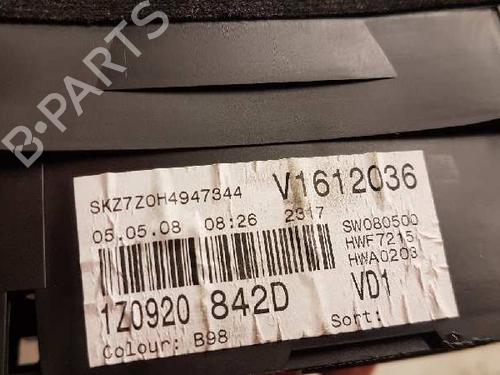 B-PARTS
SKZ7Z0H4947344 V1612036
05.05.08 08:26 2317
SW080500
HWF7215
HWA0203
1Z0920 842D VD1
Colour: B98 Sort: